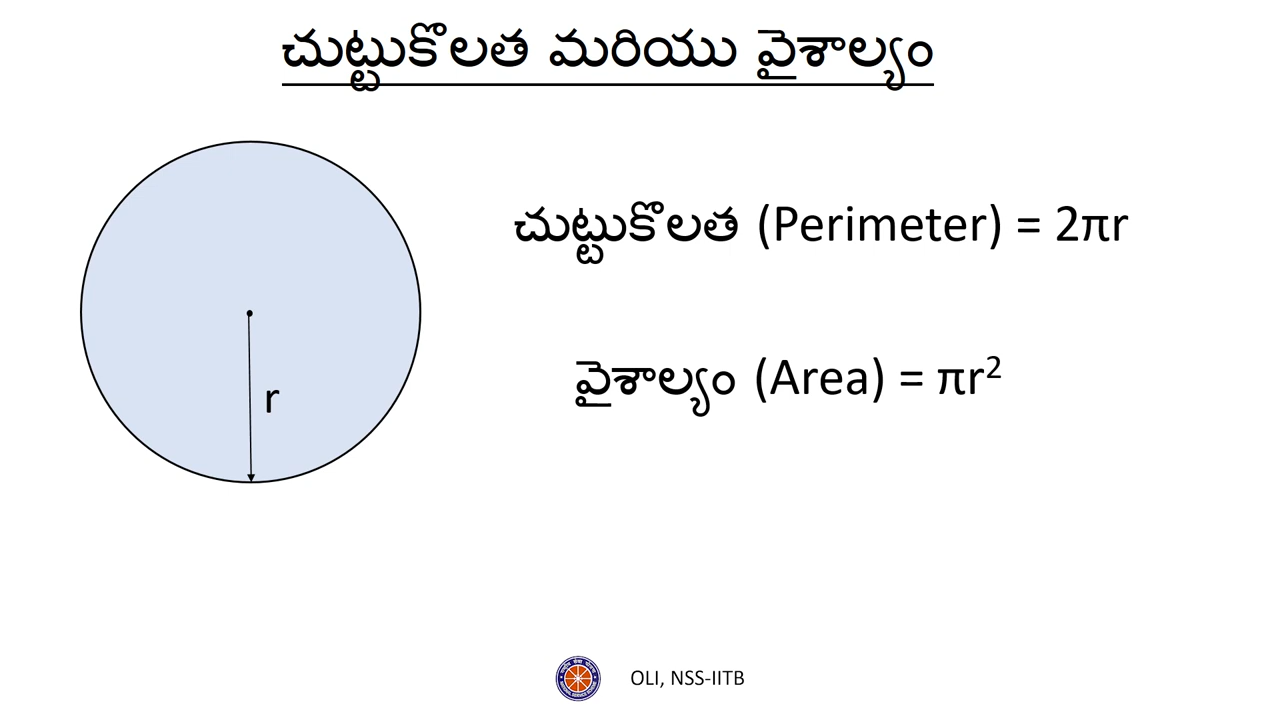 చుట్టుకొలత మరియు వైశాల్యం
చుట్టుకొలత (Perimeter) = 2πr
వైశాల్యం (Area) = πr²
r
OLI, NSS-IITB